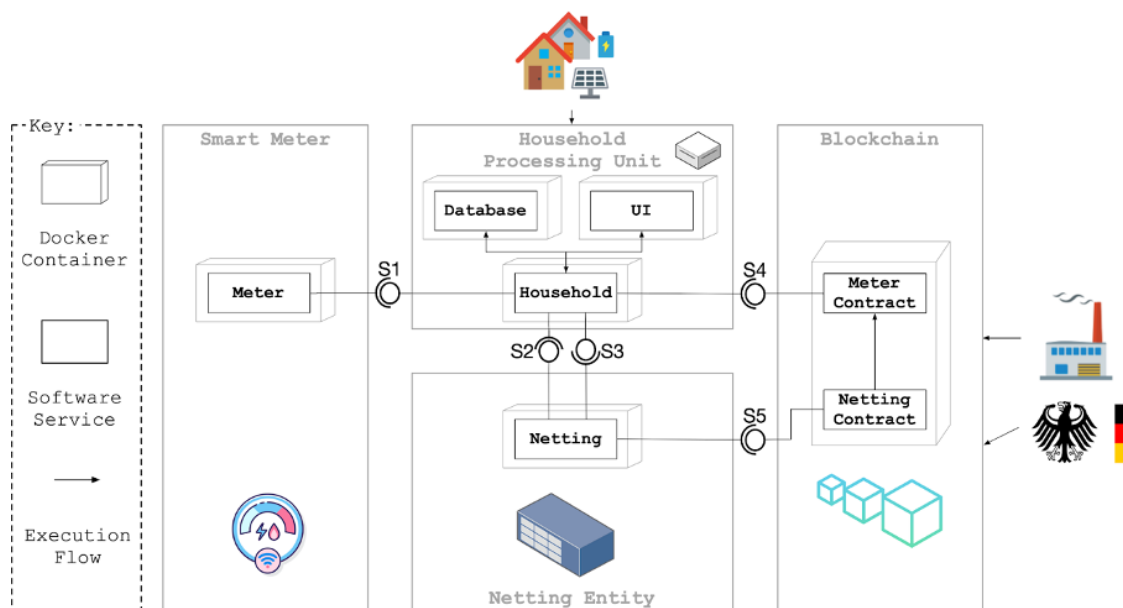 Key:
Docker
Container
Software
Service
Execution
Flow
Smart Meter
Meter
S1
Household
Processing Unit
Database
UI
Household
S2
S3
S4
Netting
S5
Netting Entity
Blockchain
Meter
Contract
Netting
Contract